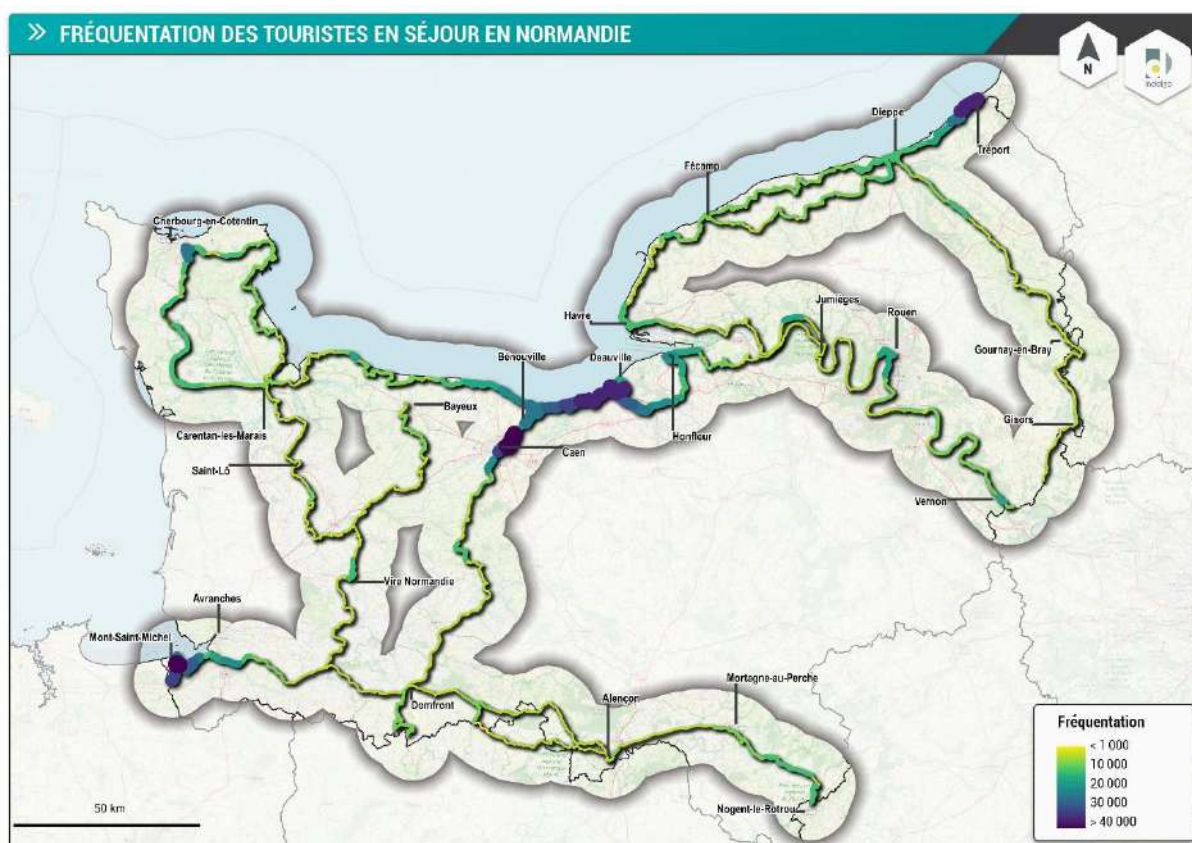 » FRÉQUENTATION DES TOURISTES EN SÉJOUR EN NORMANDIE
N
indiggo
Dieppe
Tréport
Fécamp
Cherbourg-en-Cotentin
Havre
Jumièges
Rouen
Bénouville
Deauville
Gournay-en-Bray
Bayeux
Gisors
Carentan-les-Marais
Honfleur
Caen
Saint-Lô
Vernon
Vire Normandie
Avranches
Mont-Saint-Michel
Mortagne-au-Perche
Alençon
Domfront
Nogent-le-Rotrou
50 km
Fréquentation
< 1 000
10 000
20 000
30 000
> 40 000